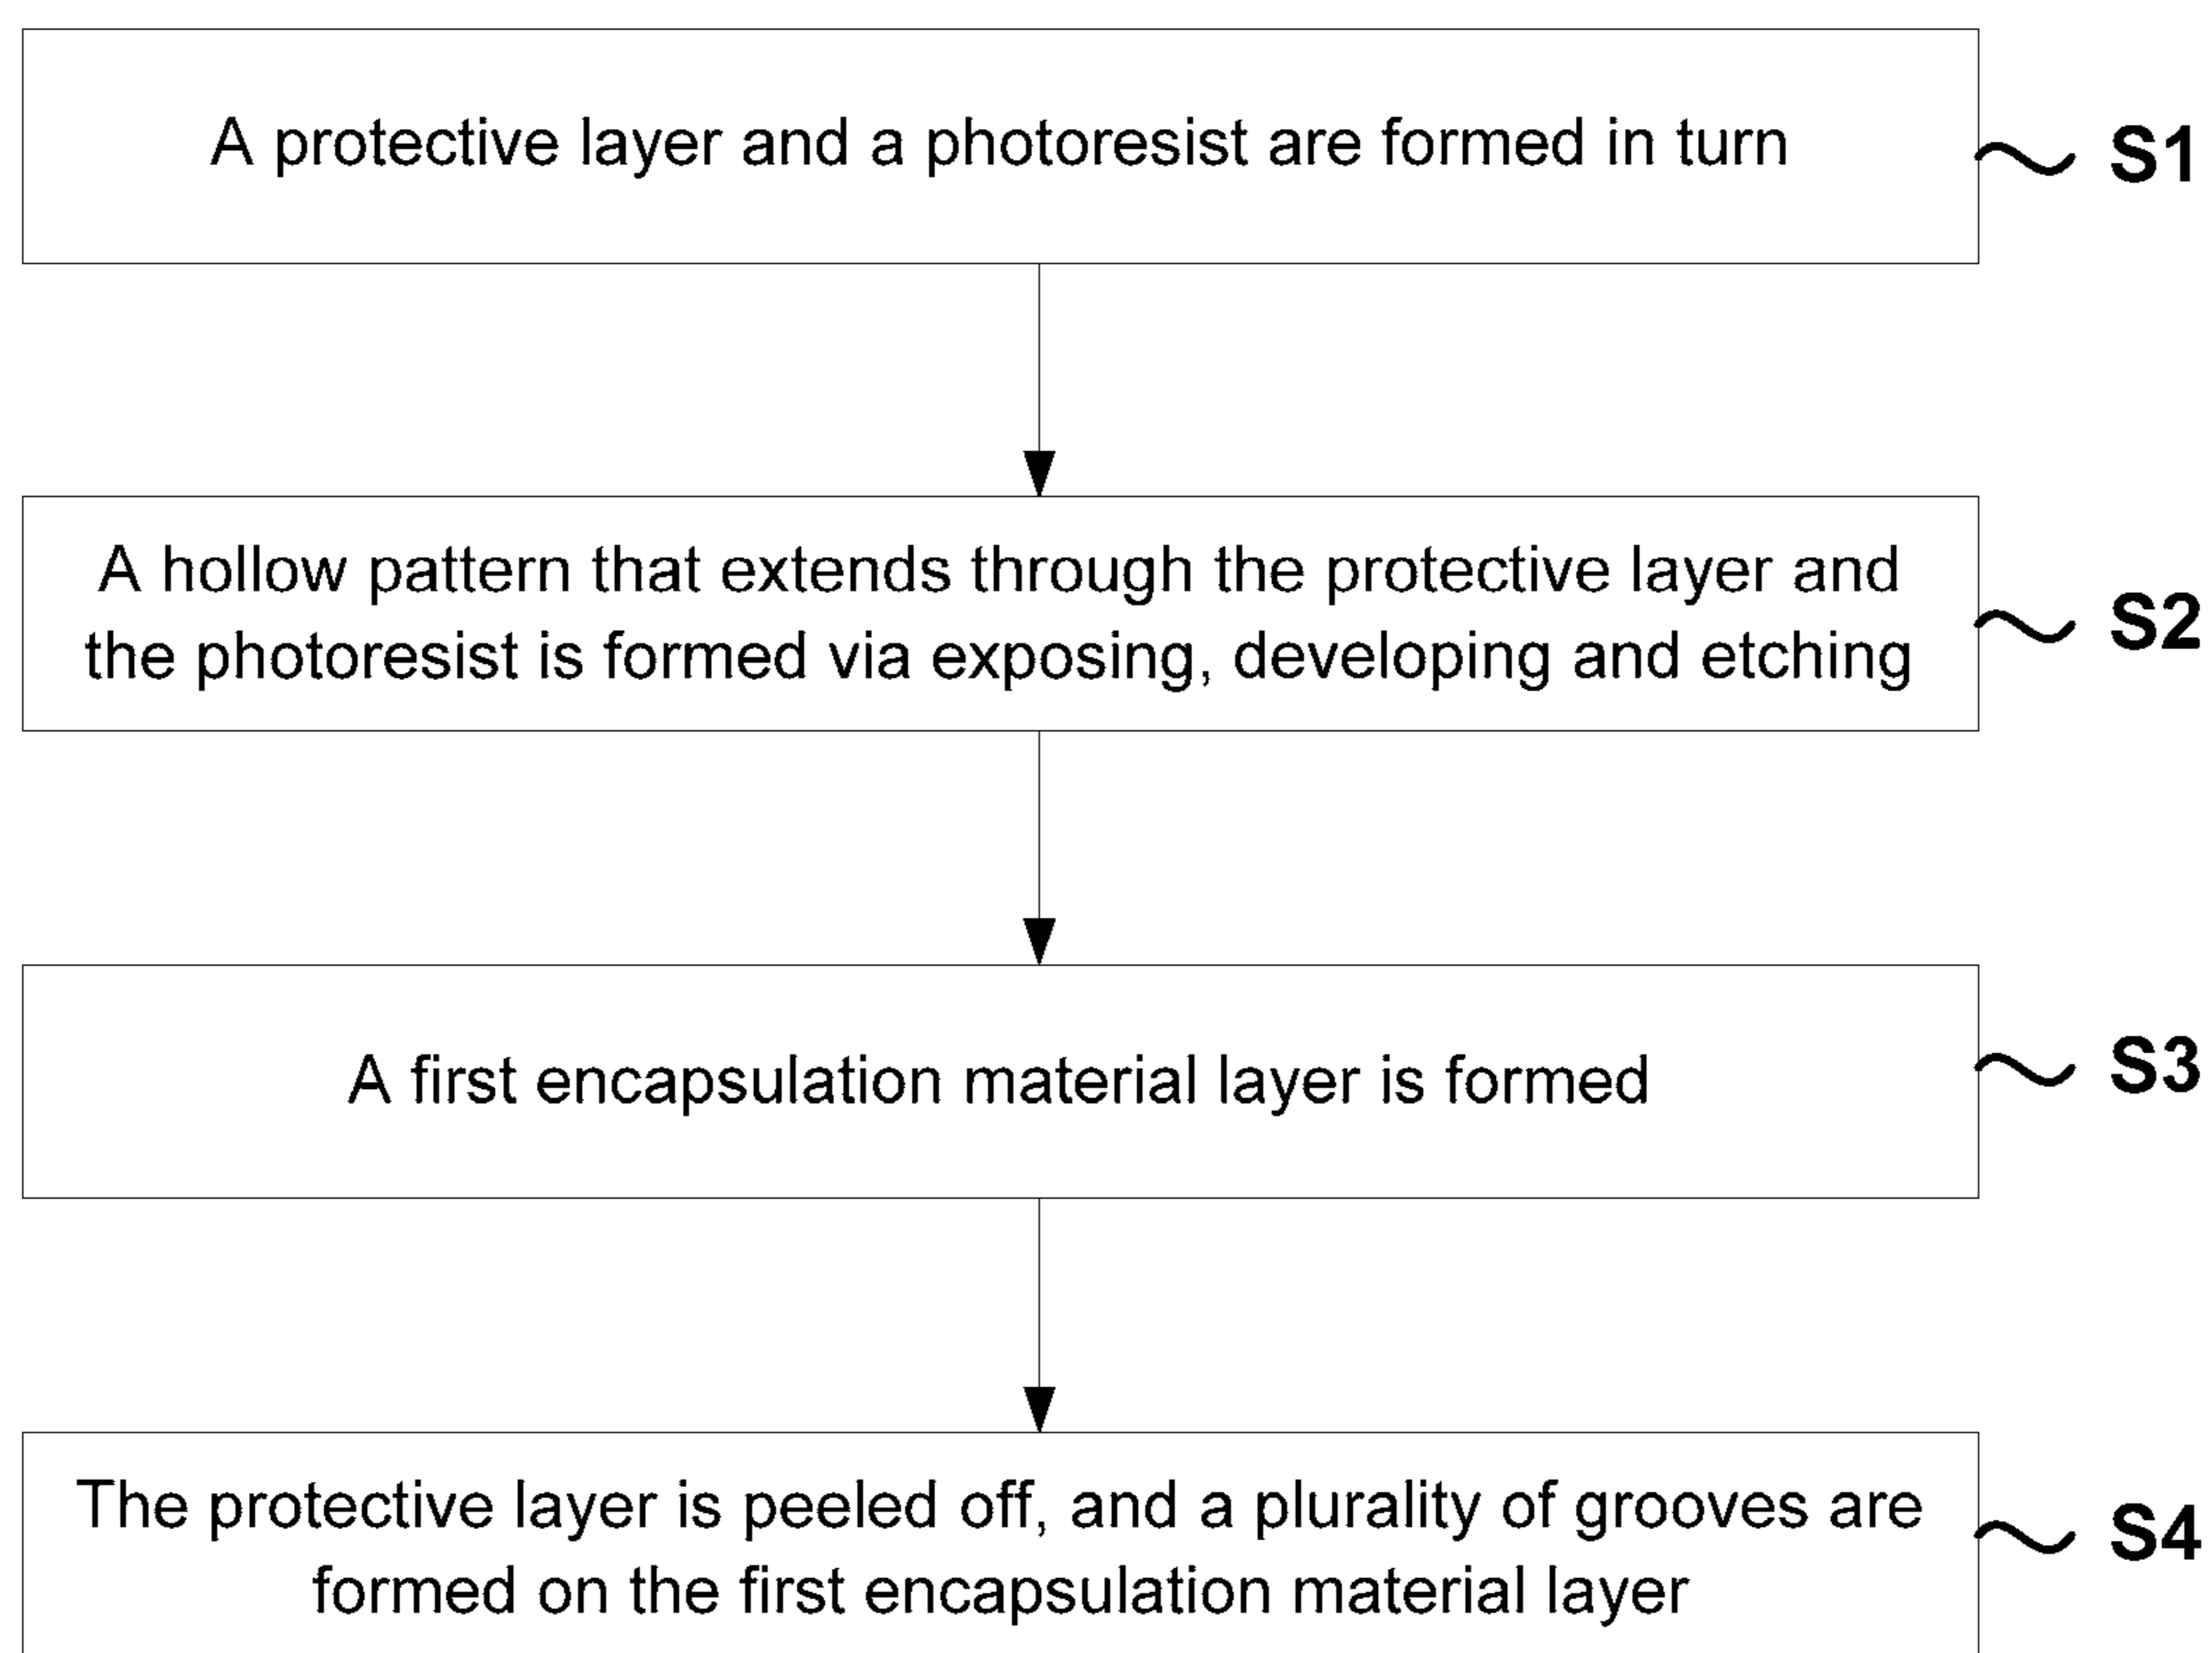 A protective layer and a photoresist are formed in turn
S1
A hollow pattern that extends through the protective layer and
the photoresist is formed via exposing, developing and etching
S2
A first encapsulation material layer is formed
S3
The protective layer is peeled off, and a plurality of grooves are
formed on the first encapsulation material layer
S4